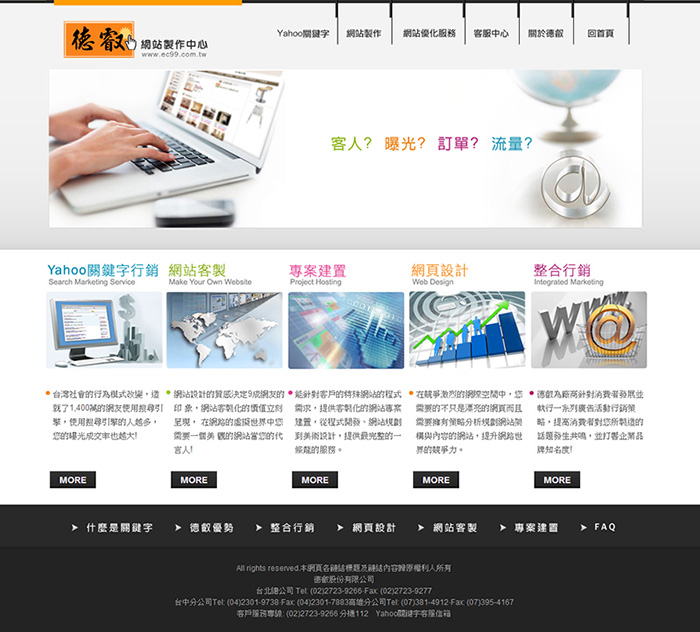 德叡 網站製作中心
www.ec99.com.tw
Yahoo關鍵字 網站製作 網站優化服務 客服中心 關於德叡 回首頁
客人? 曝光? 訂單? 流量?
Yahoo關鍵字行銷
Search Marketing Service
網站客製
Make Your Own Website
專案建置
Project Hosting
網頁設計
Web Design
整合行銷
Integrated Marketing
WWW.
台灣社會的行為模式改變，造
就了1,400萬的網友使用搜尋引
擎，使用搜尋引擎的人越多，
您的曝光成交率也越大!
網站設計的質感決定9成網友的
印 象，網站客製化的價值立刻
呈現， 在網路的虛擬世界中您
需要一個美 觀的網站當您的代
言人!
能針對客戶的特殊網站的程式
需求，提供客製化的網站專案
建置，從程式開發、網站規劃
到美術設計，提供最完整的一
條龍的服務。
在競爭激烈的網際空間中，您
需要的不只是漂亮的網頁而且
需要擁有策略分析規劃網站架
構與內容的網站，提升網路世
界的競爭力。
德叡為廠商針對消費者發展並
執行一系列廣告活動行銷策
略，提高消費者對您所製造的
話題發生共鳴，並打響企業品
牌知名度!
MORE MORE MORE MORE MORE
什麼是關鍵字 德叡優勢 整合行銷 網頁設計 網站客製 專案建置 FAQ
All rights reserved.本網頁各鏈結標題及鏈結內容歸原權利人所有
德叡股份有限公司
台北總公司 Tel: (02)2723-9266·Fax: (02)2723-9277
台中分公司Tel: (04)2301-9738·Fax: (04)2301-7883高雄分公司Tel: (07)381-4912·Fax: (07)395-4167
客戶服務專線: (02)2723-9266 分機112 Yahoo關鍵字客服信箱